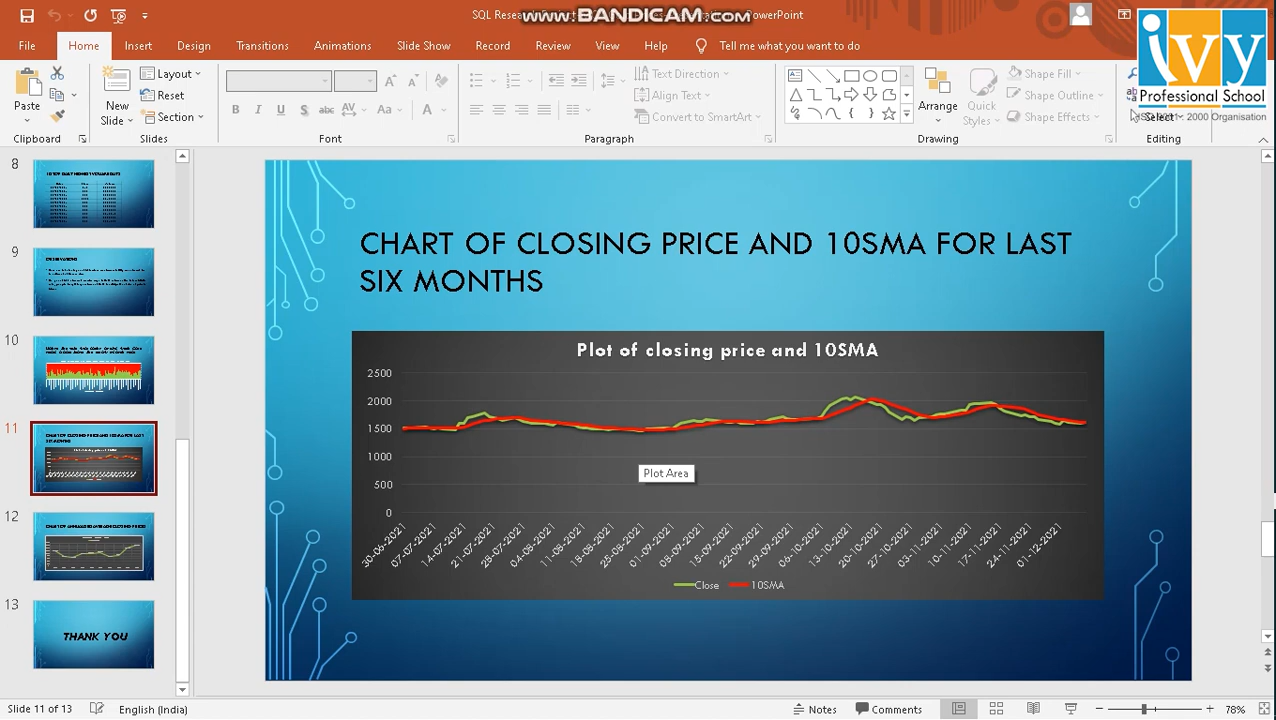 SQL Resea
www.BANDICAM.com
PowerPoint
File Home Insert Design Transitions Animations Slide Show Record Review View Help Tell me what you want to do
ivy
Professional School
2000 Organisation
Paste
New
Slide
Layout
Reset
Section
B I U S abc AV Aa A
Text Direction
Align Text
Convert to SmartArt
Arrange
Quick
Styles
Shape Fill
Shape Outline
Shape Effects
Select
Clipboard Slides Font Paragraph Drawing Editing
8
9
10
11
12
13
THANK YOU
CHART OF CLOSING PRICE AND 10SMA FOR LAST
SIX MONTHS
Plot of closing price and 10SMA
2500
2000
1500
1000
500
0
Plot Area
30-06-2021 07-07-2021 14-07-2021 21-07-2021 28-07-2021 04-08-2021 11-08-2021 18-08-2021 25-08-2021 01-09-2021 08-09-2021 15-09-2021 22-09-2021 29-09-2021 06-10-2021 13-10-2021 20-10-2021 27-10-2021 03-11-2021 10-11-2021 17-11-2021 24-11-2021 01-12-2021
Close 10SMA
Slide 11 of 13 English (India) Notes Comments 78%